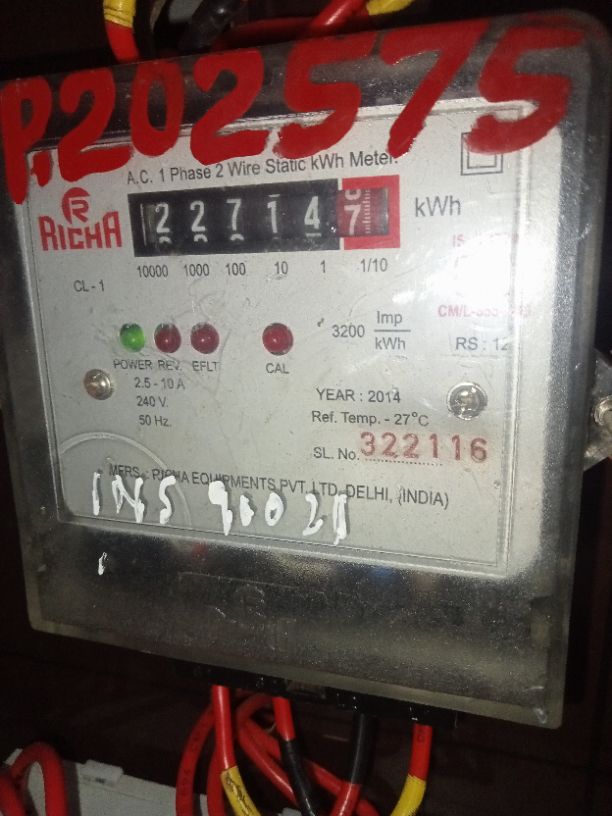 P.202575
A.C. 1 Phase 2 Wire Static kWh Meter
R
RICHA
22714 7 kWh
10000 1000 100 10 1 1/10
CL - 1
3200 Imp/kWh
RS : 12
POWER REV. EFLT CAL
2.5 - 10 A
240 V.
50 Hz.
YEAR : 2014
Ref. Temp. - 27°C
SL. No. 322116
MFRS. : RICHA EQUIPMENTS PVT. LTD. DELHI, (INDIA)